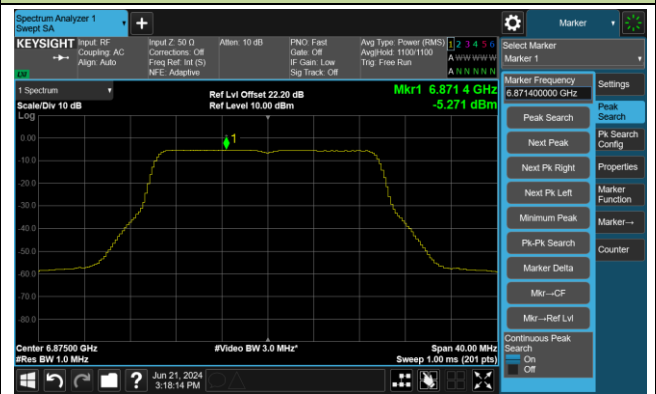 Spectrum Analyzer 1
Swept SA
Marker
KEYSIGHT
Input: RF
Coupling: AC
Align: Auto
Input Z: 50 Ω
Corrections: Off
Freq Ref: Int (S)
NFE: Adaptive
Atten: 10 dB
PNO: Fast
Gate: Off
IF Gain: Low
Sig Track: Off
Avg Type: Power (RMS)
Avg|Hold: 1100/1100
Trig: Free Run
1 2 3 4 5 6
A W W W W W
A N N N N N
LXI
Select Marker
Marker 1
1 Spectrum
Scale/Div 10 dB
Log
Ref Lvl Offset 22.20 dB
Ref Level 10.00 dBm
Mkr1 6.871 4 GHz
-5.271 dBm
1
0.00
-10.0
-20.0
-30.0
-40.0
-50.0
-60.0
-70.0
-80.0
Center 6.87500 GHz
#Res BW 1.0 MHz
#Video BW 3.0 MHz*
Span 40.00 MHz
Sweep 1.00 ms (201 pts)
Marker Frequency
6.871400000 GHz
Peak Search
Next Peak
Next Pk Right
Next Pk Left
Minimum Peak
Pk-Pk Search
Marker Delta
Mkr→CF
Mkr→Ref Lvl
Continuous Peak
Search
On
Off
Settings
Peak
Search
Pk Search
Config
Properties
Marker
Function
Marker→
Counter
Jun 21, 2024
3:18:14 PM